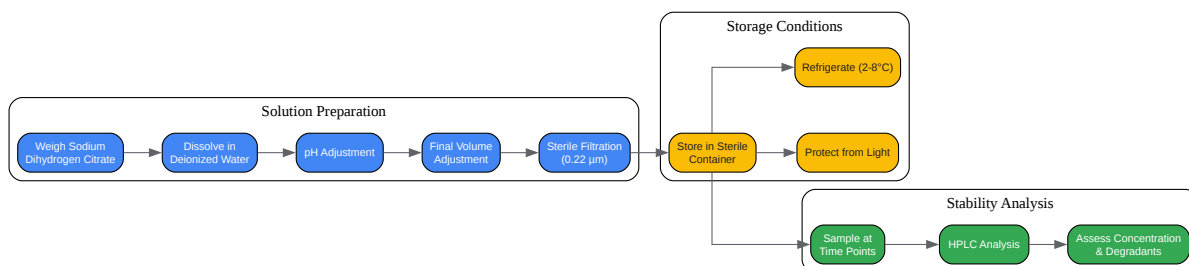 Storage Conditions
Refrigerate (2-8°C)
Solution Preparation
Weigh Sodium
Dihydrogen Citrate
Dissolve in
Deionized Water
pH Adjustment
Final Volume
Adjustment
Sterile Filtration
(0.22 µm)
Store in Sterile
Container
Protect from Light
Stability Analysis
Sample at
Time Points
HPLC Analysis
Assess Concentration
& Degradants